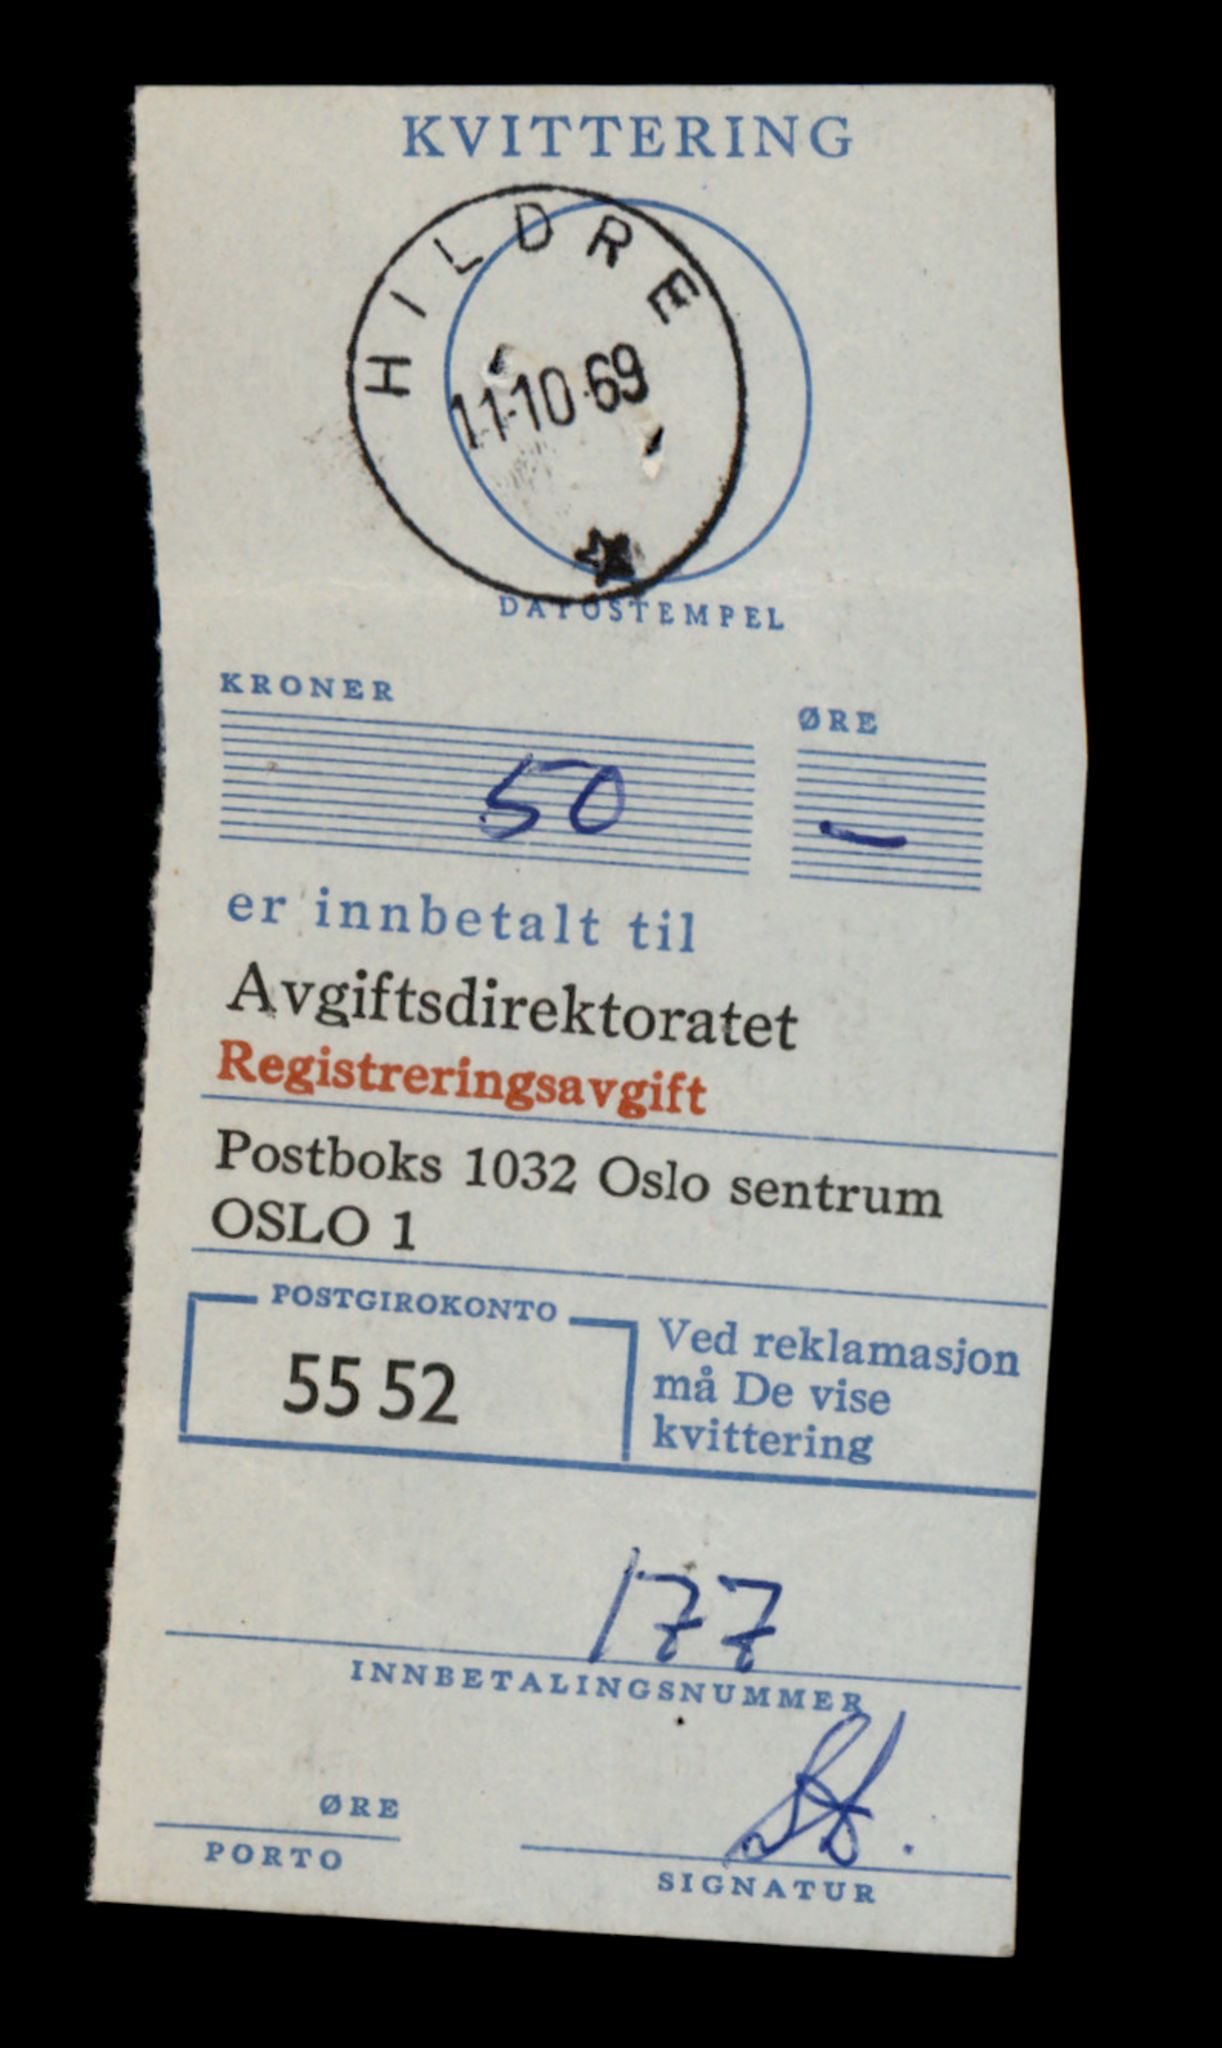 KVITTERING
HILDRE
11-10.69
DATOSTEMPEL
KRONER
ØRE
50
—
er innbetalt til
Avgiftsdirektoratet
Registreringsavgift
Postboks 1032 Oslo sentrum
OSLO 1
POSTGIROKONTO
55 52
Ved reklamasjon
må De vise
kvittering
177
INNBETALINGSNUMMER
ØRE
PORTO
SIGNATUR